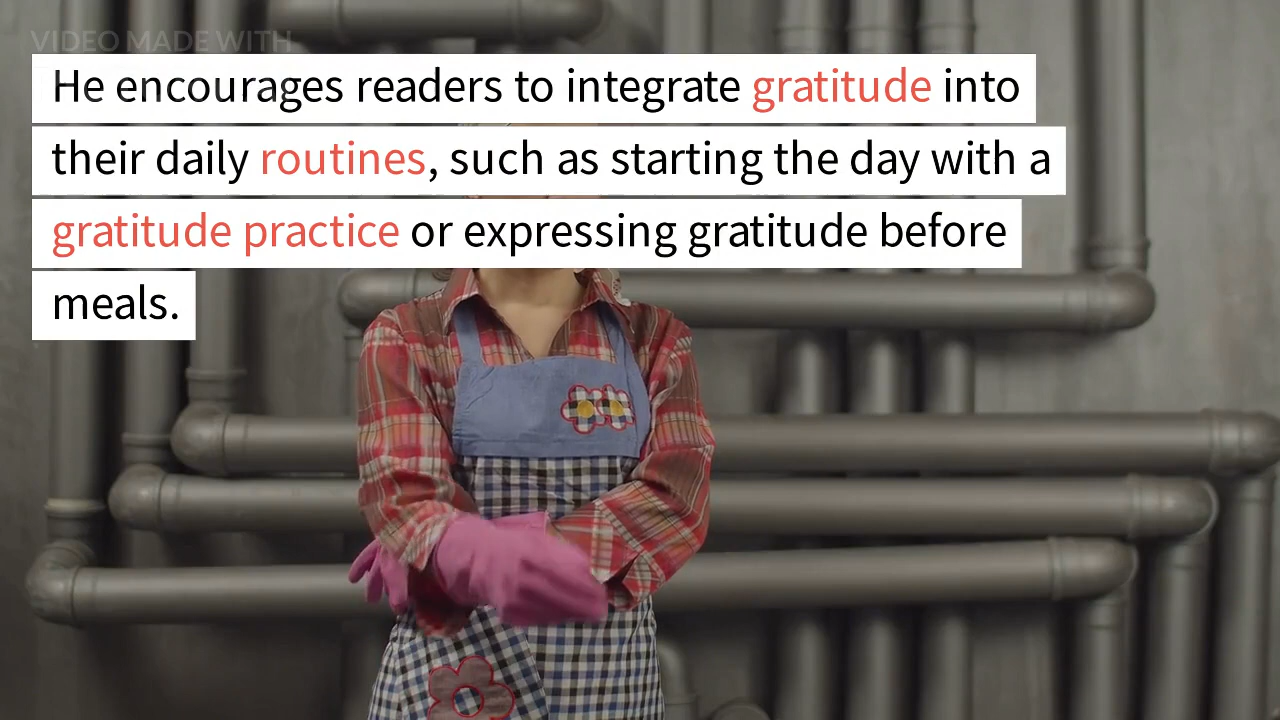 VIDEO MADE WITH
He encourages readers to integrate gratitude into
their daily routines, such as starting the day with a
gratitude practice or expressing gratitude before
meals.